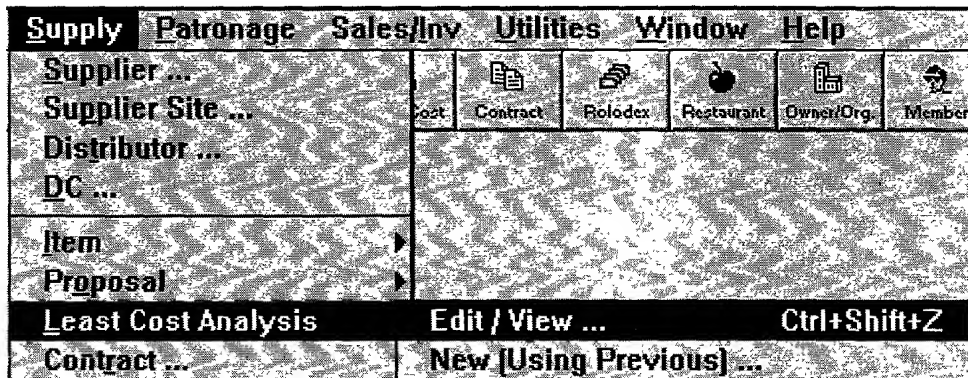 Supply Patronage Sales/Inv Utilities Window Help
Supplier ...
Supplier Site ...
Distributor ...
DC ...
Cost Contract Rolodex Restaurant Owner/Org. Member
Item
Proposal
Least Cost Analysis Edit / View ... Ctrl+Shift+Z
Contract ... New [Using Previous] ...